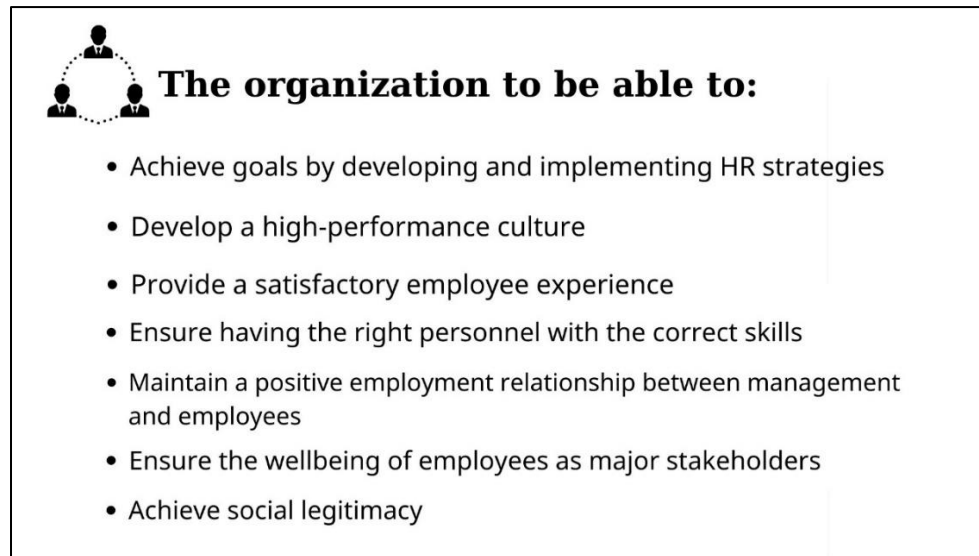 The organization to be able to:
• Achieve goals by developing and implementing HR strategies
• Develop a high-performance culture
• Provide a satisfactory employee experience
• Ensure having the right personnel with the correct skills
• Maintain a positive employment relationship between management
and employees
• Ensure the wellbeing of employees as major stakeholders
• Achieve social legitimacy